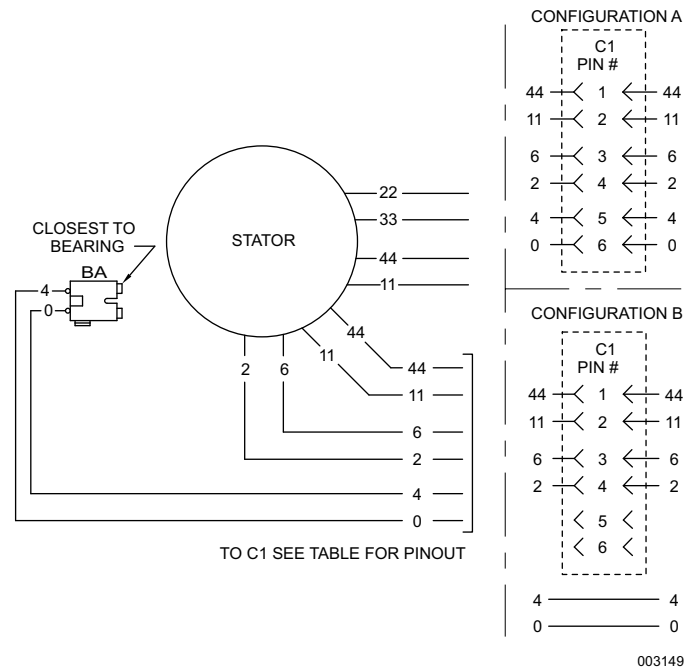 CONFIGURATION A
C1
PIN #
44 1 44
11 2 11
6 3 6
2 4 2
4 5 4
0 6 0
22
33
44
11
STATOR
CLOSEST TO
BEARING
BA
4
0
44
11
2 6
44
11
6
2
4
0
TO C1 SEE TABLE FOR PINOUT
CONFIGURATION B
C1
PIN #
44 1 44
11 2 11
6 3 6
2 4 2
5
6
4 4
0 0
003149